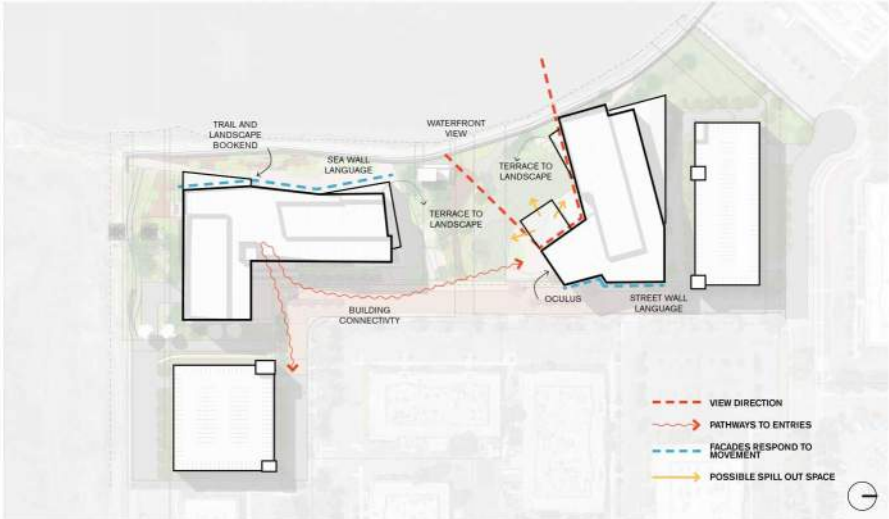 TRAIL AND
LANDSCAPE
BOOKEND
SEA WALL
LANGUAGE
WATERFRONT
VIEW
TERRACE TO
LANDSCAPE
TERRACE TO
LANDSCAPE
BUILDING
CONNECTIVTY
OCULUS
STREET WALL
LANGUAGE
VIEW DIRECTION
PATHWAYS TO ENTRIES
FACADES RESPOND TO
MOVEMENT
POSSIBLE SPILL OUT SPACE